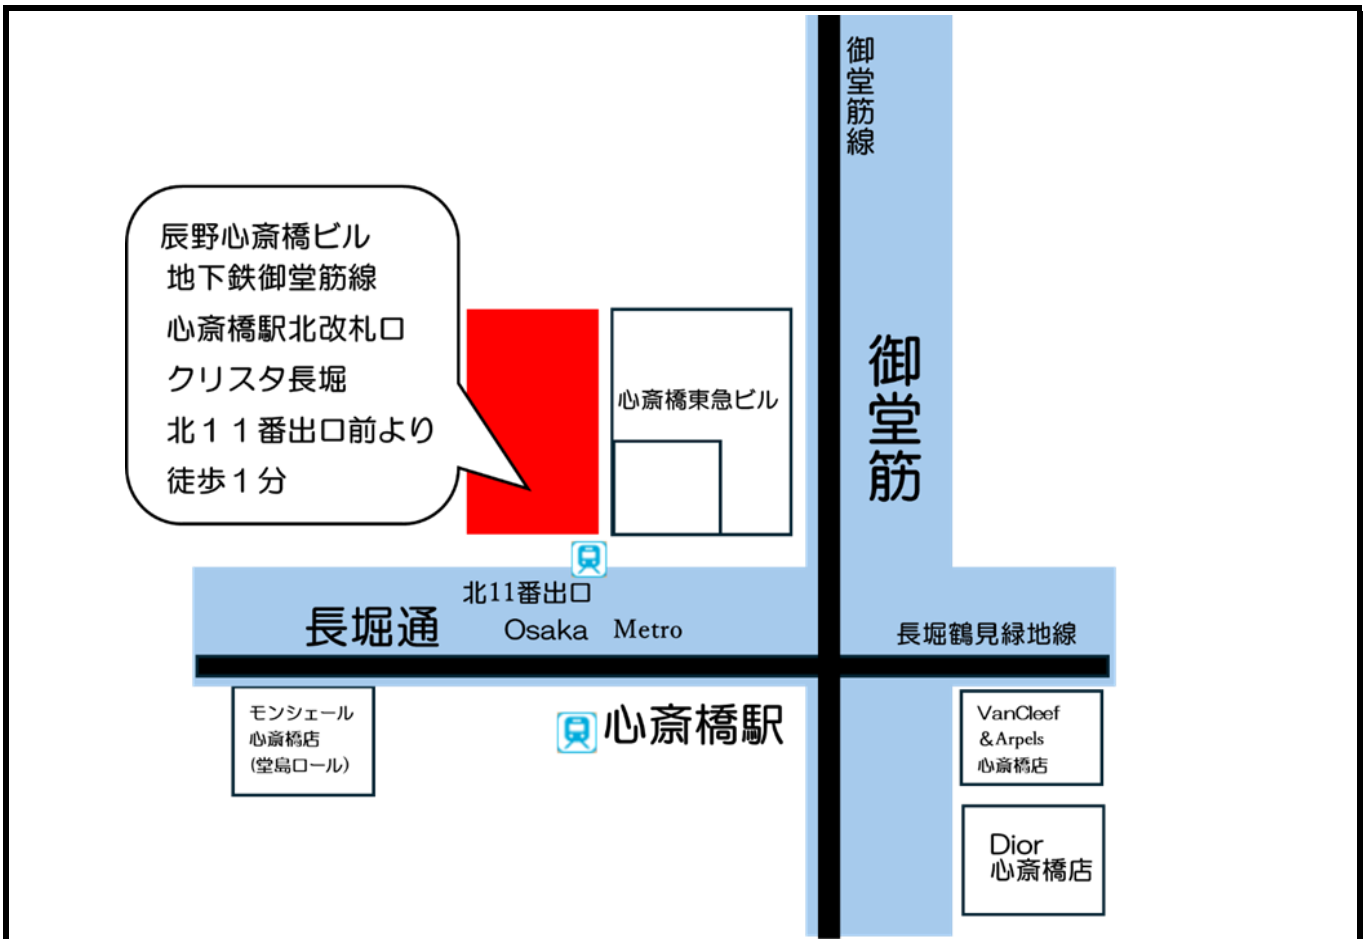 御堂筋線
辰野心斎橋ビル
地下鉄御堂筋線
心斎橋駅北改札口
クリスタ長堀
北１１番出口前より
徒歩１分
心斎橋東急ビル
御堂筋
北11番出口
長堀通
Osaka Metro
長堀鶴見緑地線
モンシェール
心斎橋店
(堂島ロール)
心斎橋駅
VanCleef
&Arpels
心斎橋店
Dior
心斎橋店